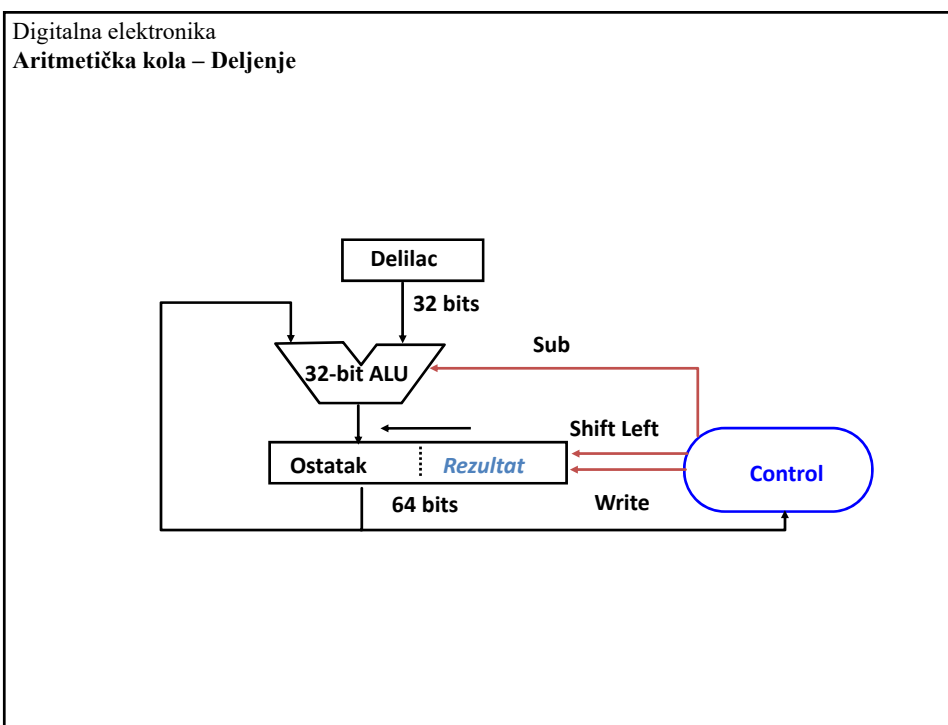 Digitalna elektronika
Aritmetička kola – Deljenje
Delilac
32 bits
Sub
32-bit ALU
Shift Left
Ostatak
Rezultat
Control
64 bits
Write